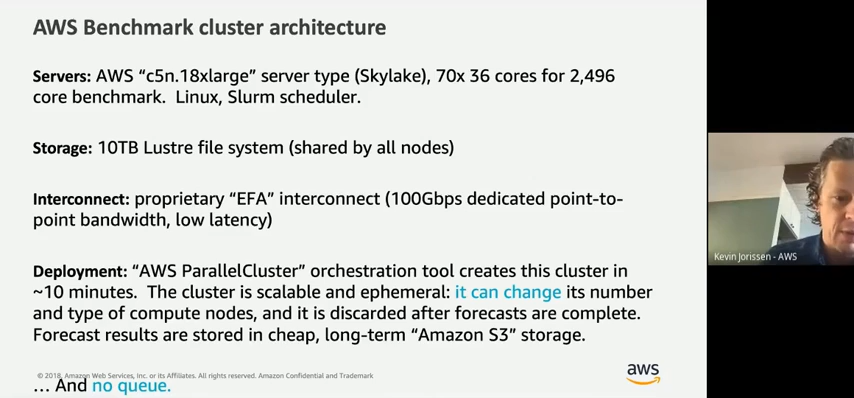 AWS Benchmark cluster architecture
Servers: AWS “c5n.18xlarge” server type (Skylake), 70x 36 cores for 2,496
core benchmark. Linux, Slurm scheduler.
Storage: 10TB Lustre file system (shared by all nodes)
Interconnect: proprietary “EFA” interconnect (100Gbps dedicated point-to-
point bandwidth, low latency)
Deployment: “AWS ParallelCluster” orchestration tool creates this cluster in
~10 minutes. The cluster is scalable and ephemeral: it can change its number
and type of compute nodes, and it is discarded after forecasts are complete.
Forecast results are stored in cheap, long-term “Amazon S3” storage.
© 2018, Amazon Web Services, Inc. or its Affiliates. All rights reserved. Amazon Confidential and Trademark
... And no queue.
aws
Kevin Jorissen - AWS